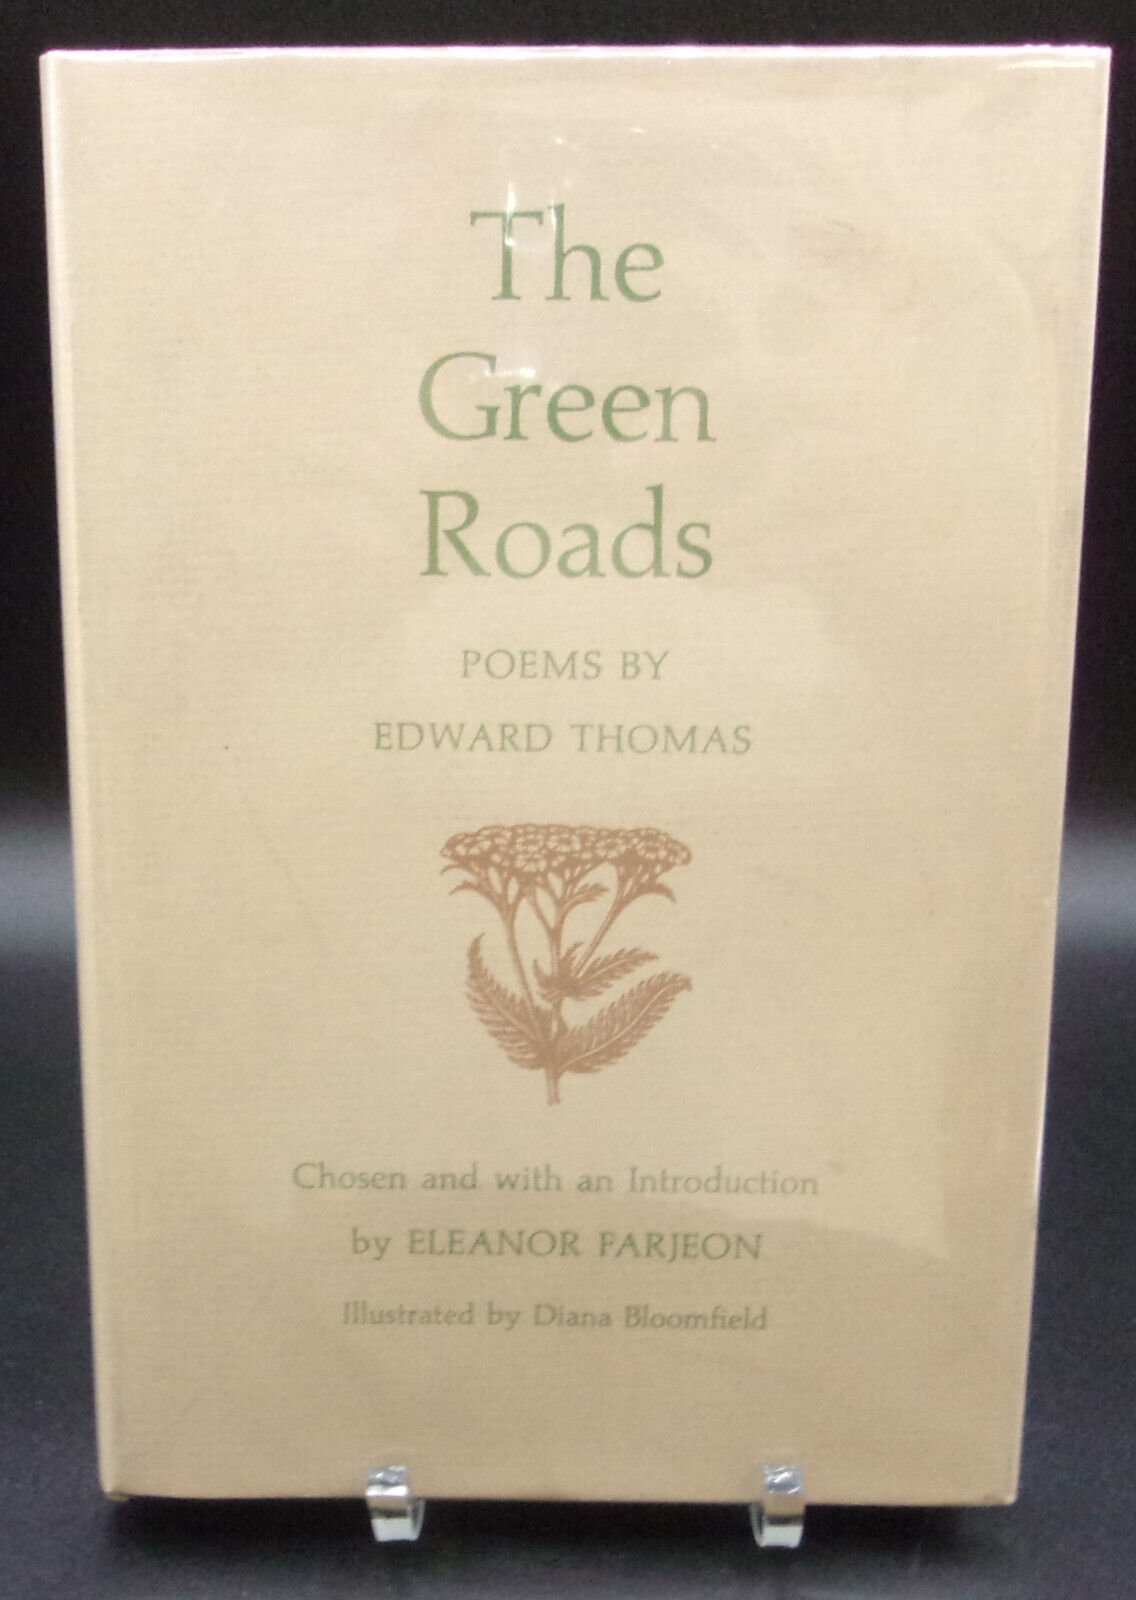 The
Green
Roads
POEMS BY
EDWARD THOMAS
Chosen and with an Introduction
by ELEANOR FARJEON
Illustrated by Diana Bloomfield